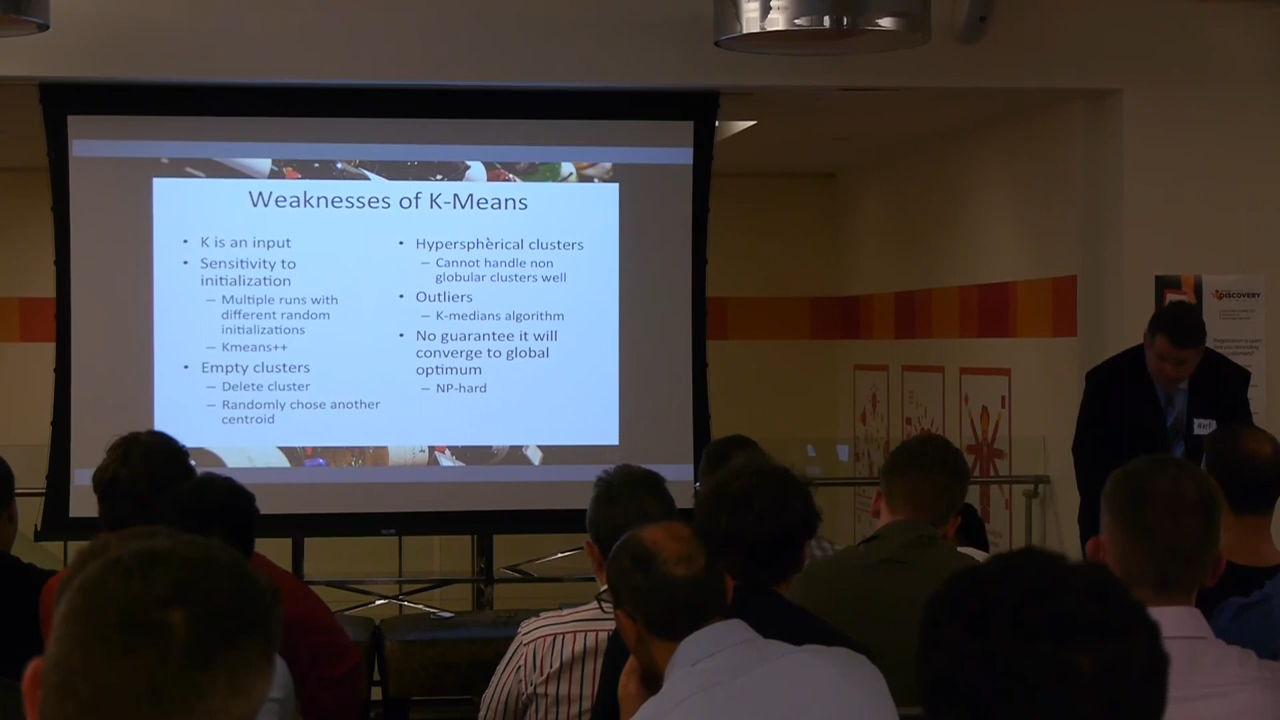 Weaknesses of K-Means
• K is an input
• Sensitivity to
initialization
– Multiple runs with
different random
initializations
– Kmeans++
• Empty clusters
– Delete cluster
– Randomly chose another
centroid
• Hyperspherical clusters
– Cannot handle non
globular clusters well
• Outliers
– K-medians algorithm
• No guarantee it will
converge to global
optimum
– NP-hard
DISCOVERY